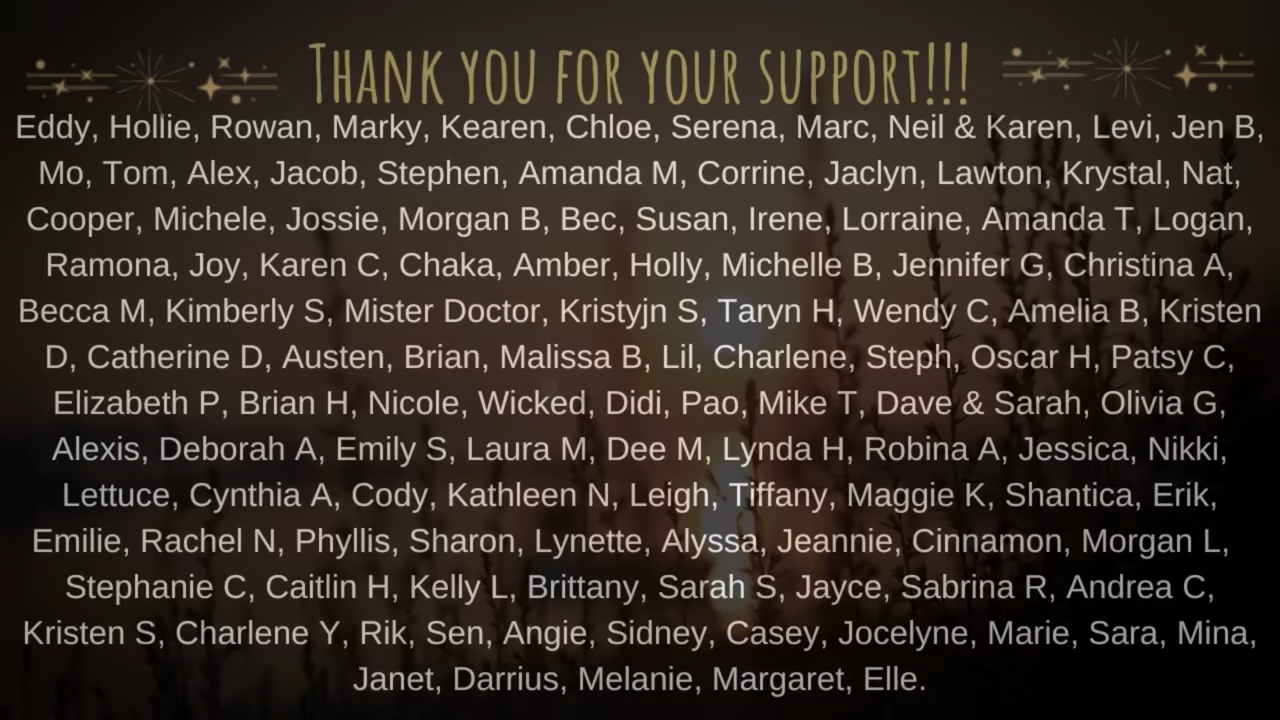 THANK YOU FOR YOUR SUPPORT!!!
Eddy, Hollie, Rowan, Marky, Kearen, Chloe, Serena, Marc, Neil & Karen, Levi, Jen B,
Mo, Tom, Alex, Jacob, Stephen, Amanda M, Corrine, Jaclyn, Lawton, Krystal, Nat,
Cooper, Michele, Jossie, Morgan B, Bec, Susan, Irene, Lorraine, Amanda T, Logan,
Ramona, Joy, Karen C, Chaka, Amber, Holly, Michelle B, Jennifer G, Christina A,
Becca M, Kimberly S, Mister Doctor, Kristyjn S, Taryn H, Wendy C, Amelia B, Kristen
D, Catherine D, Austen, Brian, Malissa B, Lil, Charlene, Steph, Oscar H, Patsy C,
Elizabeth P, Brian H, Nicole, Wicked, Didi, Pao, Mike T, Dave & Sarah, Olivia G,
Alexis, Deborah A, Emily S, Laura M, Dee M, Lynda H, Robina A, Jessica, Nikki,
Lettuce, Cynthia A, Cody, Kathleen N, Leigh, Tiffany, Maggie K, Shantica, Erik,
Emilie, Rachel N, Phyllis, Sharon, Lynette, Alyssa, Jeannie, Cinnamon, Morgan L,
Stephanie C, Caitlin H, Kelly L, Brittany, Sarah S, Jayce, Sabrina R, Andrea C,
Kristen S, Charlene Y, Rik, Sen, Angie, Sidney, Casey, Jocelyne, Marie, Sara, Mina,
Janet, Darrius, Melanie, Margaret, Elle.